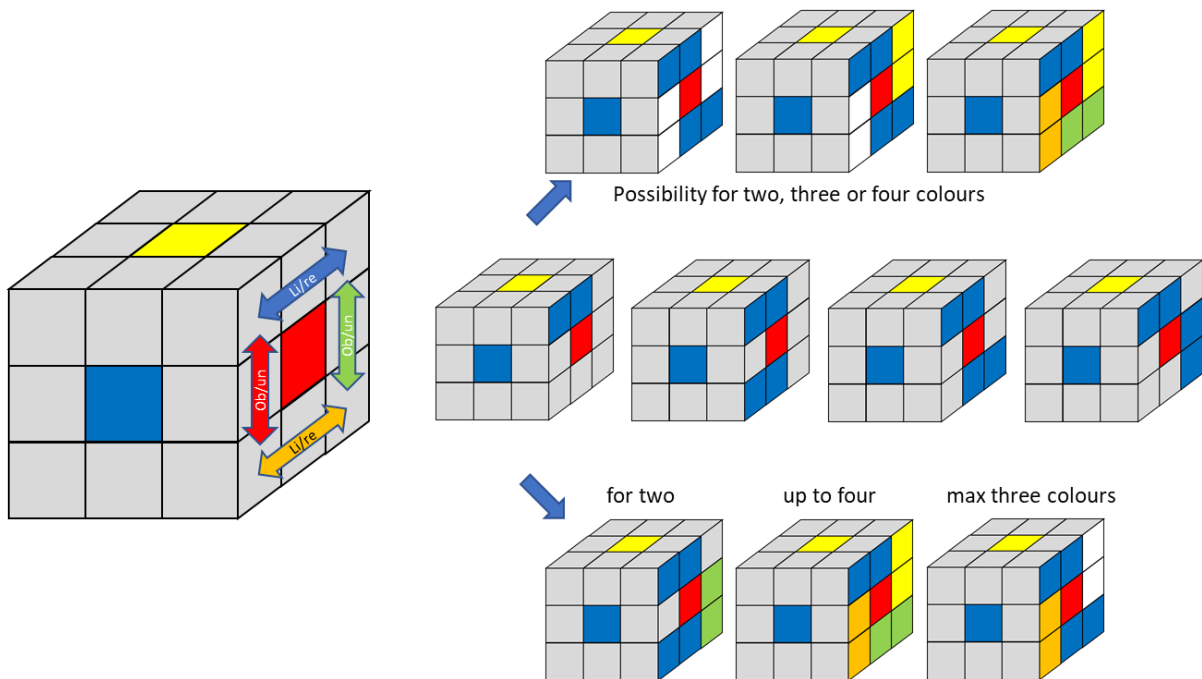 Li/re
Ob/un
Ob/un
Li/re
Possibility for two, three or four colours
for two
up to four
max three colours